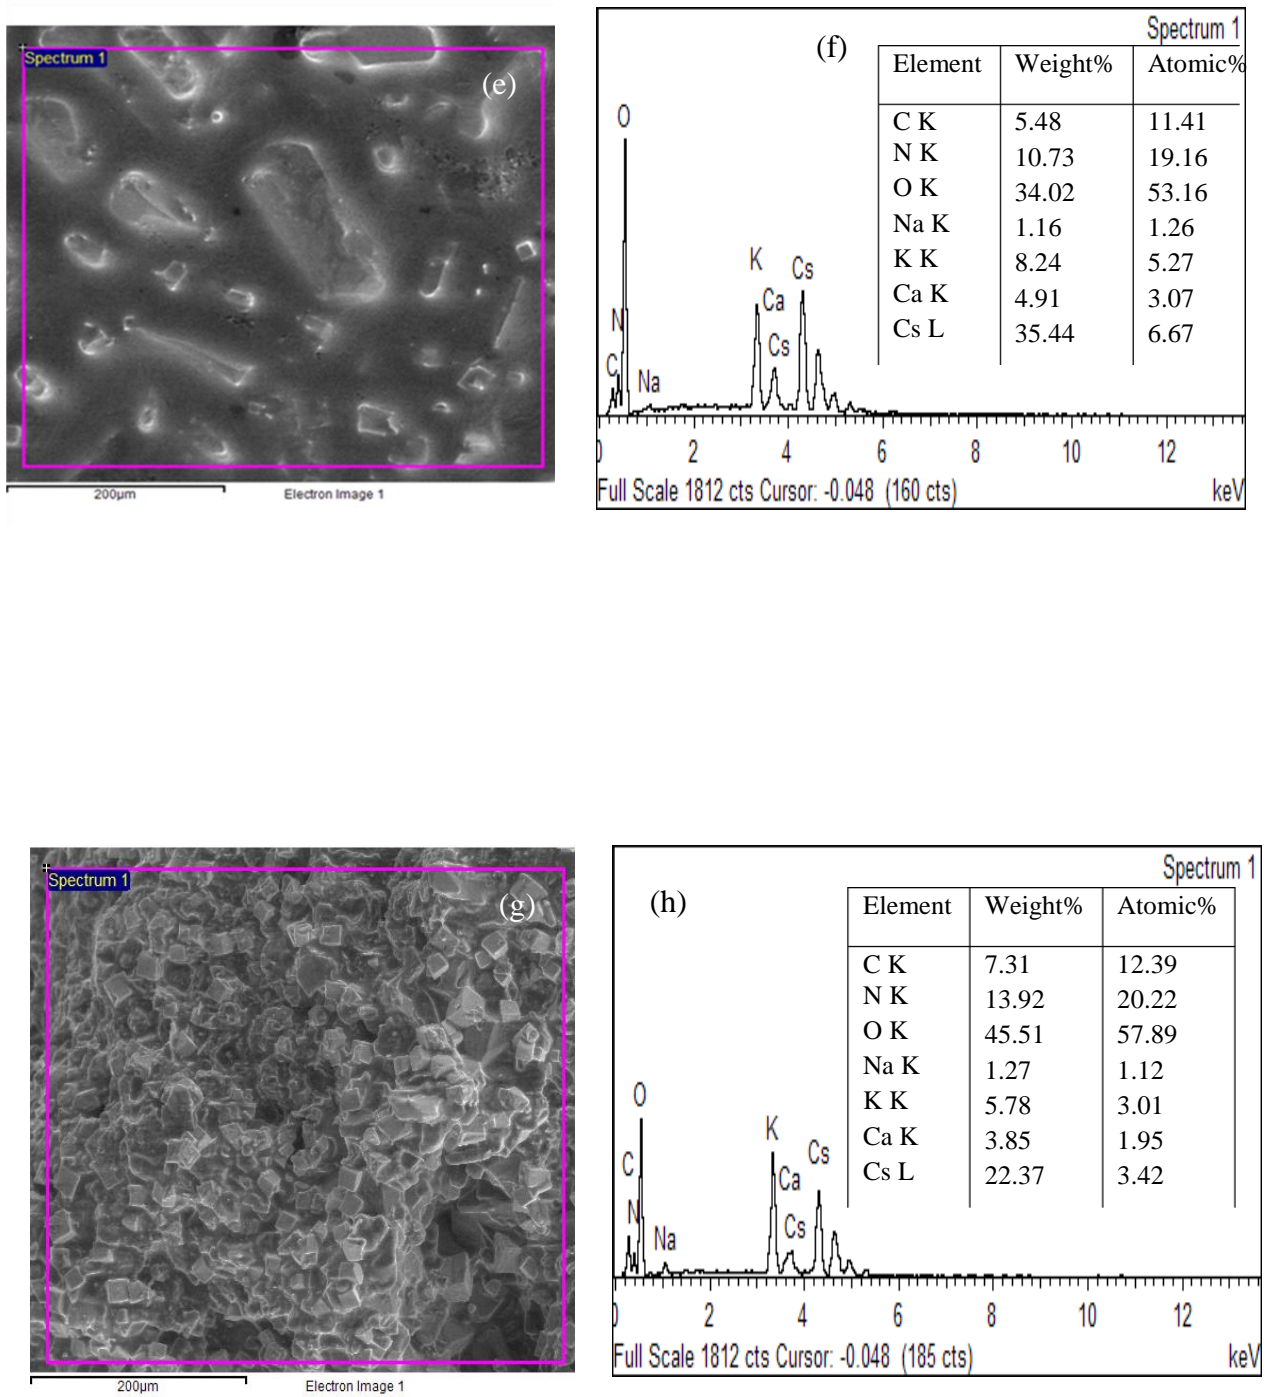 Spectrum 1
(e)
200µm Electron Image 1
Spectrum 1
(f)
Element Weight% Atomic%
C K 5.48 11.41
N K 10.73 19.16
O K 34.02 53.16
Na K 1.16 1.26
K K 8.24 5.27
Ca K 4.91 3.07
Cs L 35.44 6.67
O
K
Cs
Ca
N
Cs
C
Na
0 2 4 6 8 10 12
Full Scale 1812 cts Cursor: -0.048 (160 cts) keV
Spectrum 1
(g)
200µm Electron Image 1
Spectrum 1
(h)
Element Weight% Atomic%
C K 7.31 12.39
N K 13.92 20.22
O K 45.51 57.89
Na K 1.27 1.12
K K 5.78 3.01
Ca K 3.85 1.95
Cs L 22.37 3.42
O
K
Cs
C
Ca
N
Cs
Na
0 2 4 6 8 10 12
Full Scale 1812 cts Cursor: -0.048 (185 cts) keV